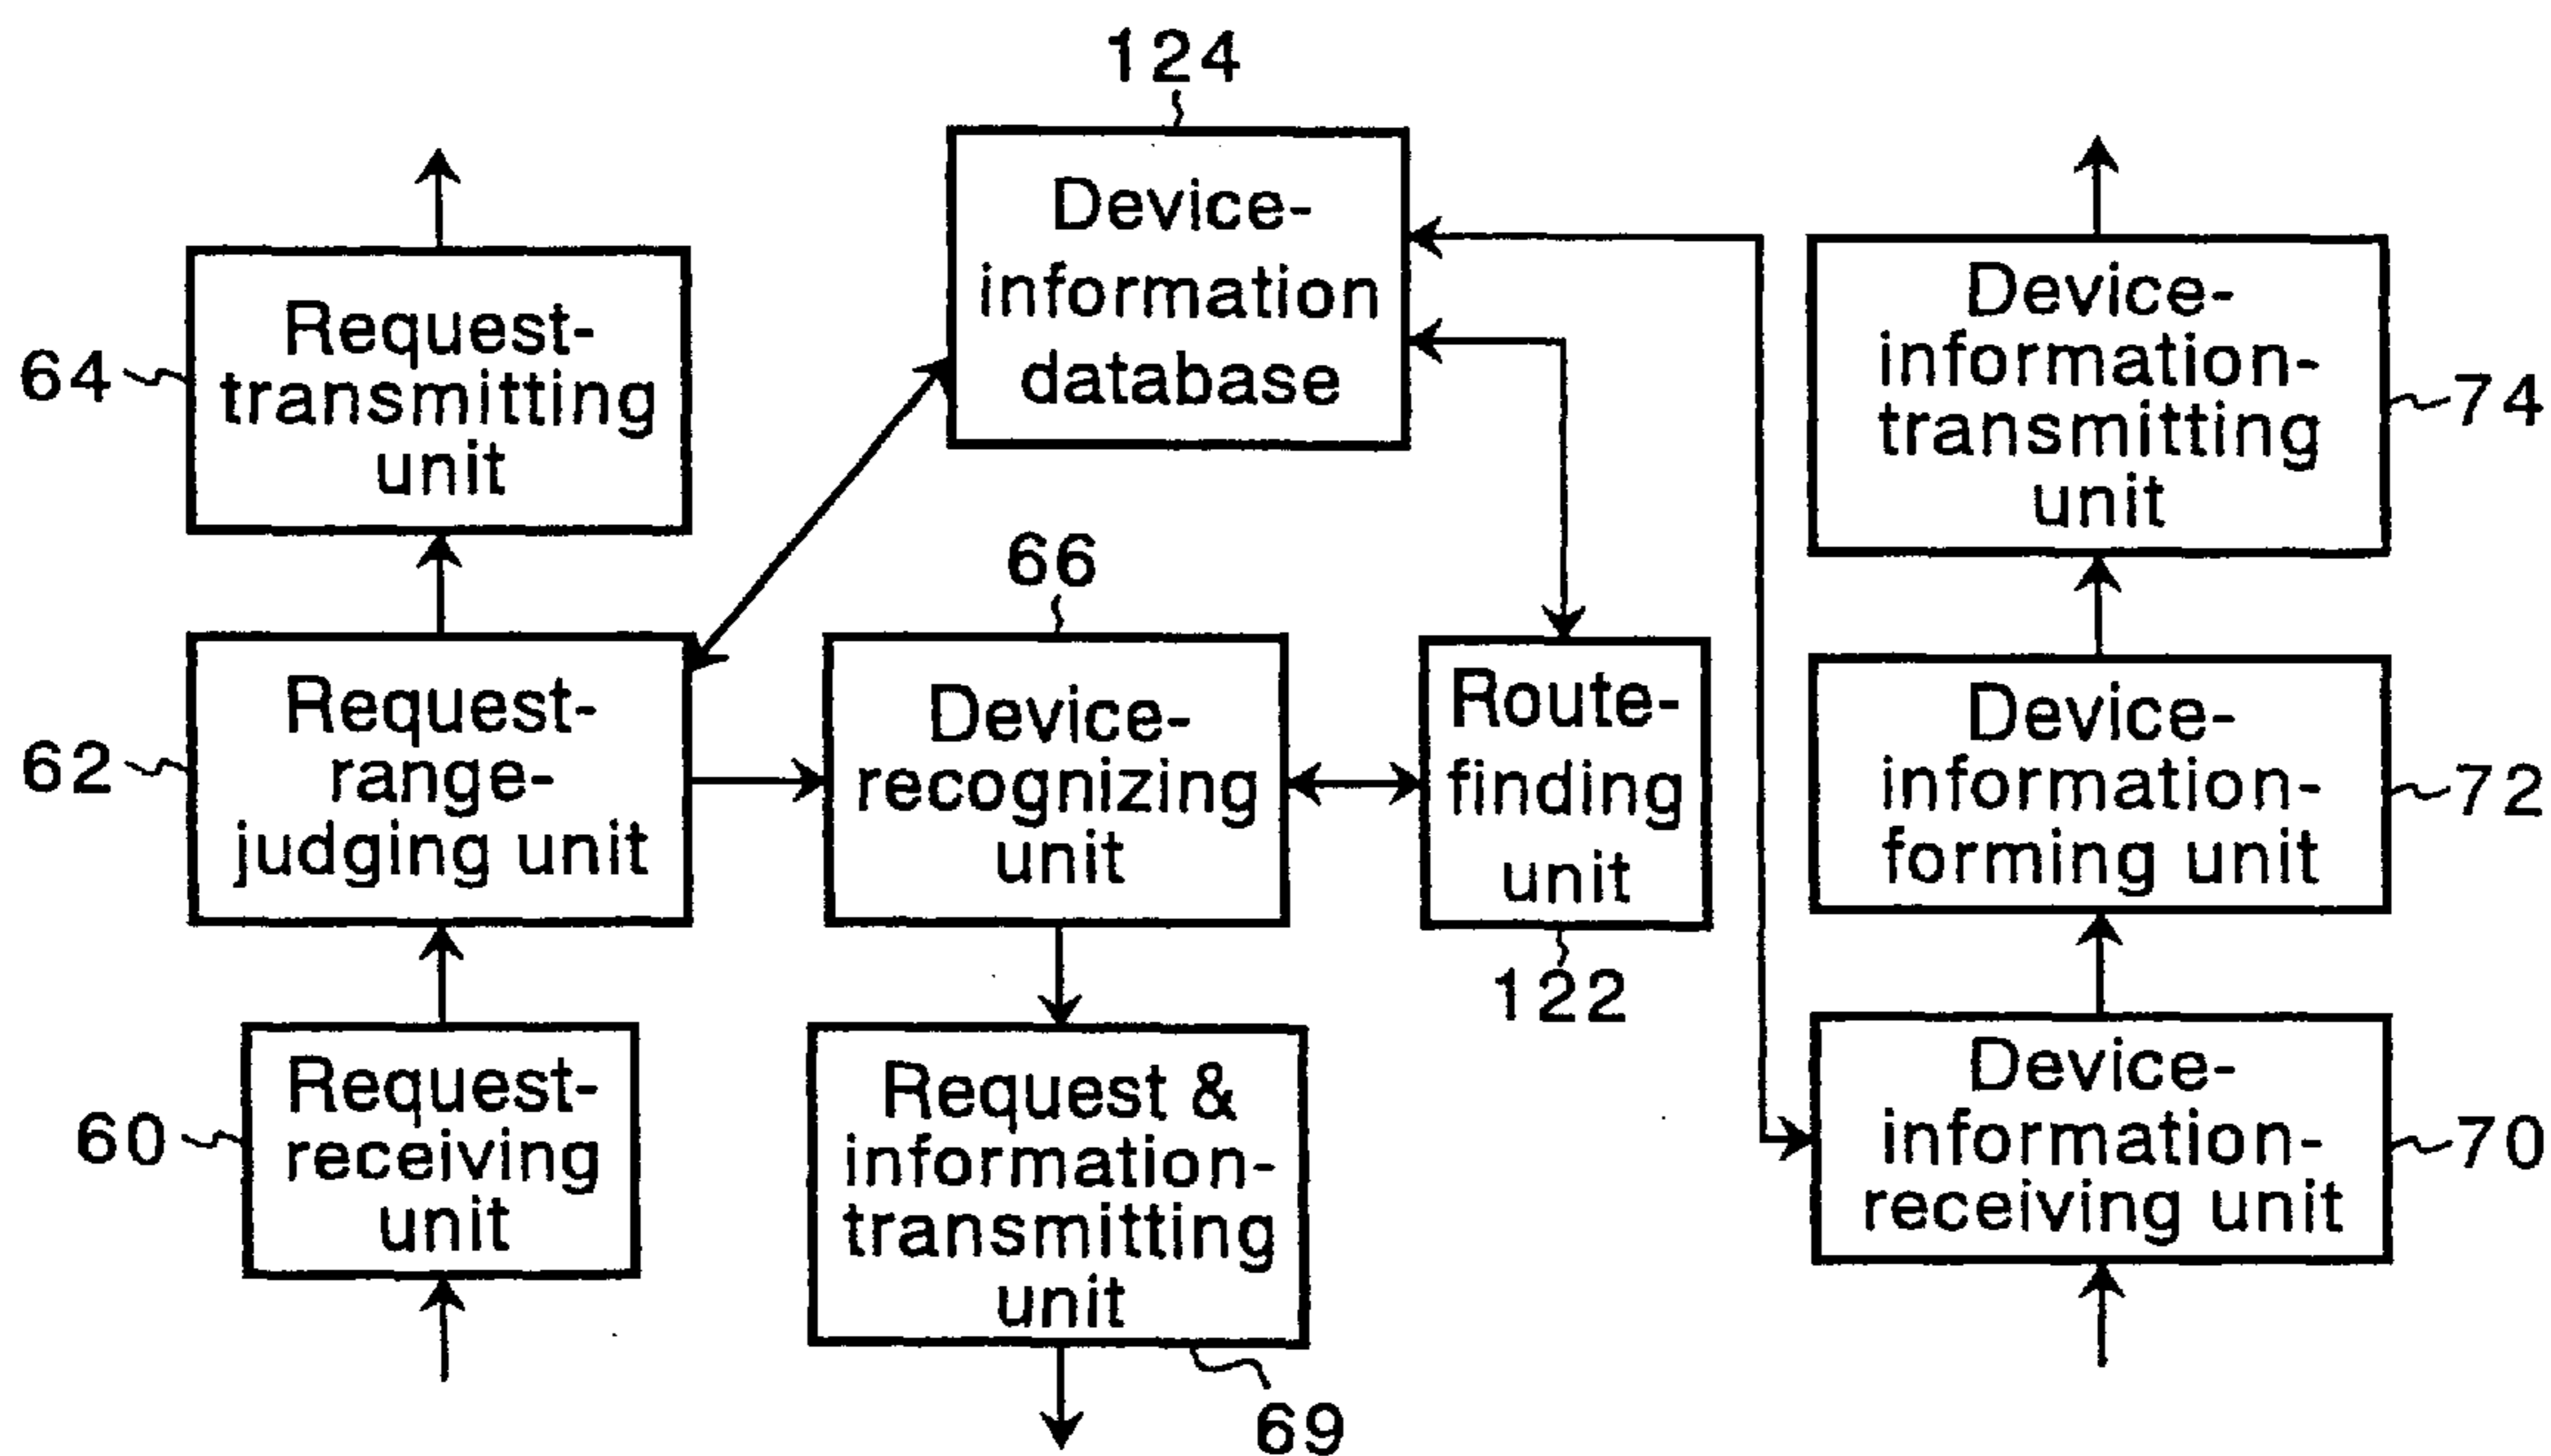 124
Device-
information
database
64
Request-
transmitting
unit
Device-
information-
transmitting
unit
74
66
62
Request-
range-
judging unit
Device-
recognizing
unit
Route-
finding
unit
122
Device-
information-
forming unit
72
60
Request-
receiving
unit
Request &
information-
transmitting
unit
69
Device-
information-
receiving unit
70